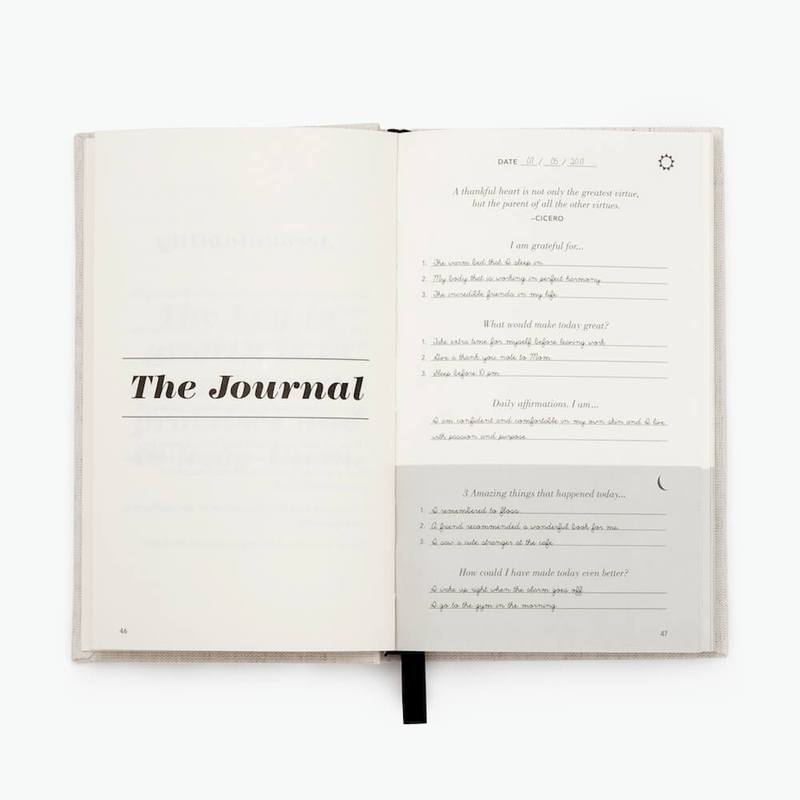 The Journal
46
DATE 01 / 05 / 2017
A thankful heart is not only the greatest virtue,
but the parent of all the other virtues.
–CICERO
I am grateful for...
1. The warm bed that I sleep in.
2. My body that is working in perfect harmony.
3. The incredible friends in my life.
What would make today great?
1. Take extra time for myself before leaving work.
2. Give a thank you note to Mom.
3. Sleep before pm.
Daily affirmations. I am...
I am confident and comfortable in my own skin and I live
with passion and purpose.
3 Amazing things that happened today...
1. I remembered to floss.
2. A friend recommended a wonderful book for me.
3. I saw a cute stranger at the cafe.
How could I have made today even better?
I wake up right when the alarm goes off.
I go to the gym in the morning.
47